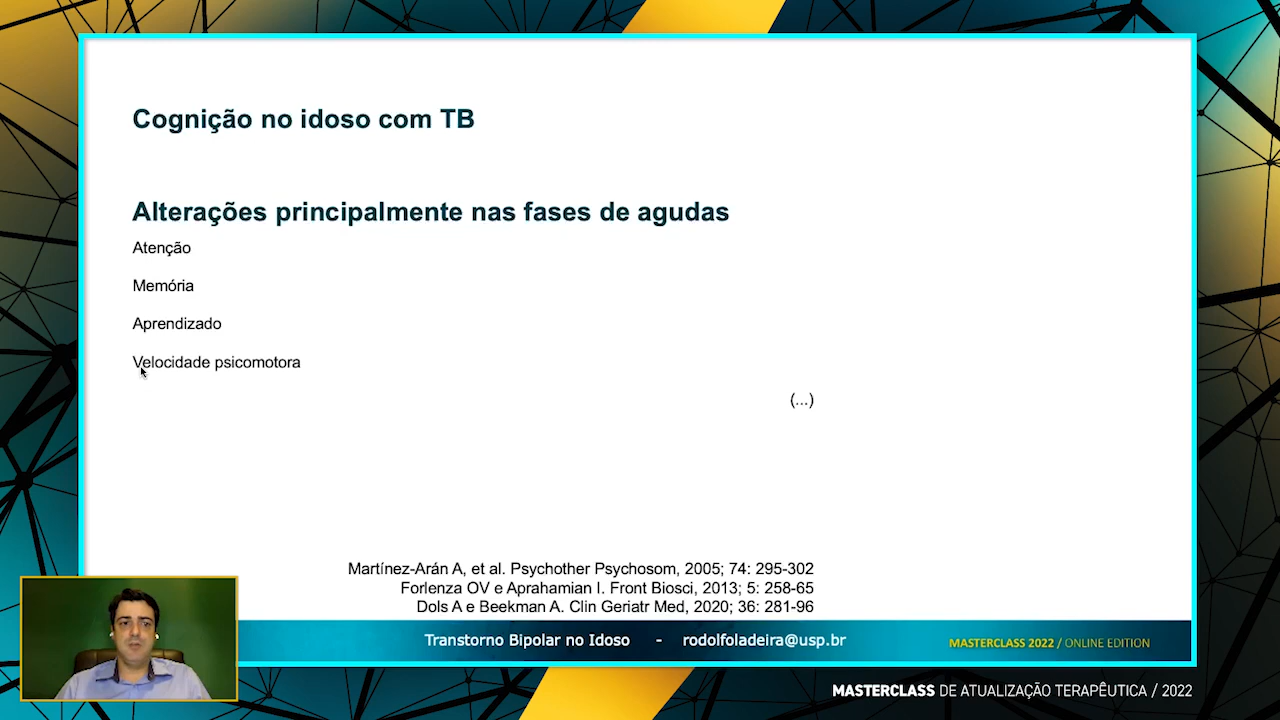 Cognição no idoso com TB
Alterações principalmente nas fases de agudas
Atenção
Memória
Aprendizado
Velocidade psicomotora
(...)
Martínez-Arán A, et al. Psychother Psychosom, 2005; 74: 295-302
Forlenza OV e Aprahamian I. Front Biosci, 2013; 5: 258-65
Dols A e Beekman A. Clin Geriatr Med, 2020; 36: 281-96
Transtorno Bipolar no Idoso - rodolfoladeira@usp.br
MASTERCLASS 2022 / ONLINE EDITION
MASTERCLASS DE ATUALIZAÇÃO TERAPÊUTICA / 2022